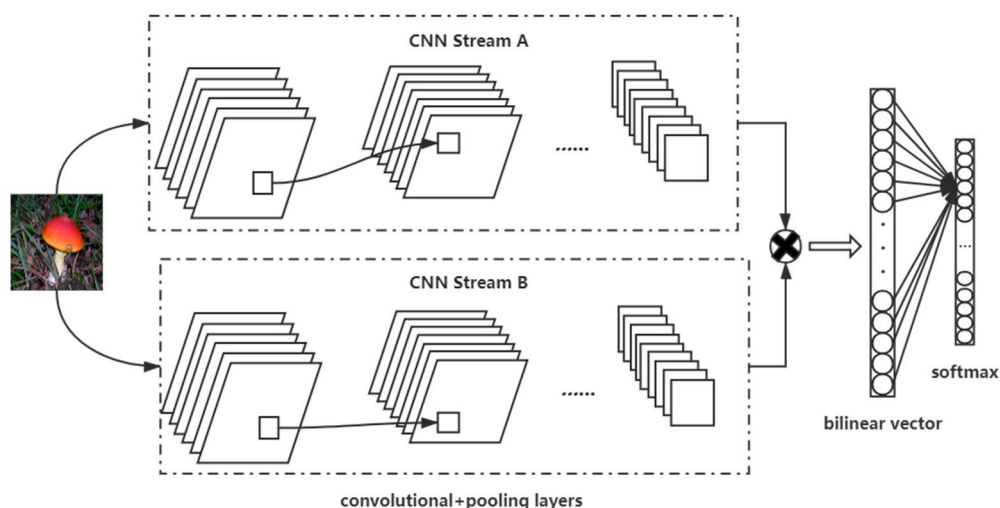 CNN Stream A
......
CNN Stream B
......
...
softmax
bilinear vector
convolutional+pooling layers